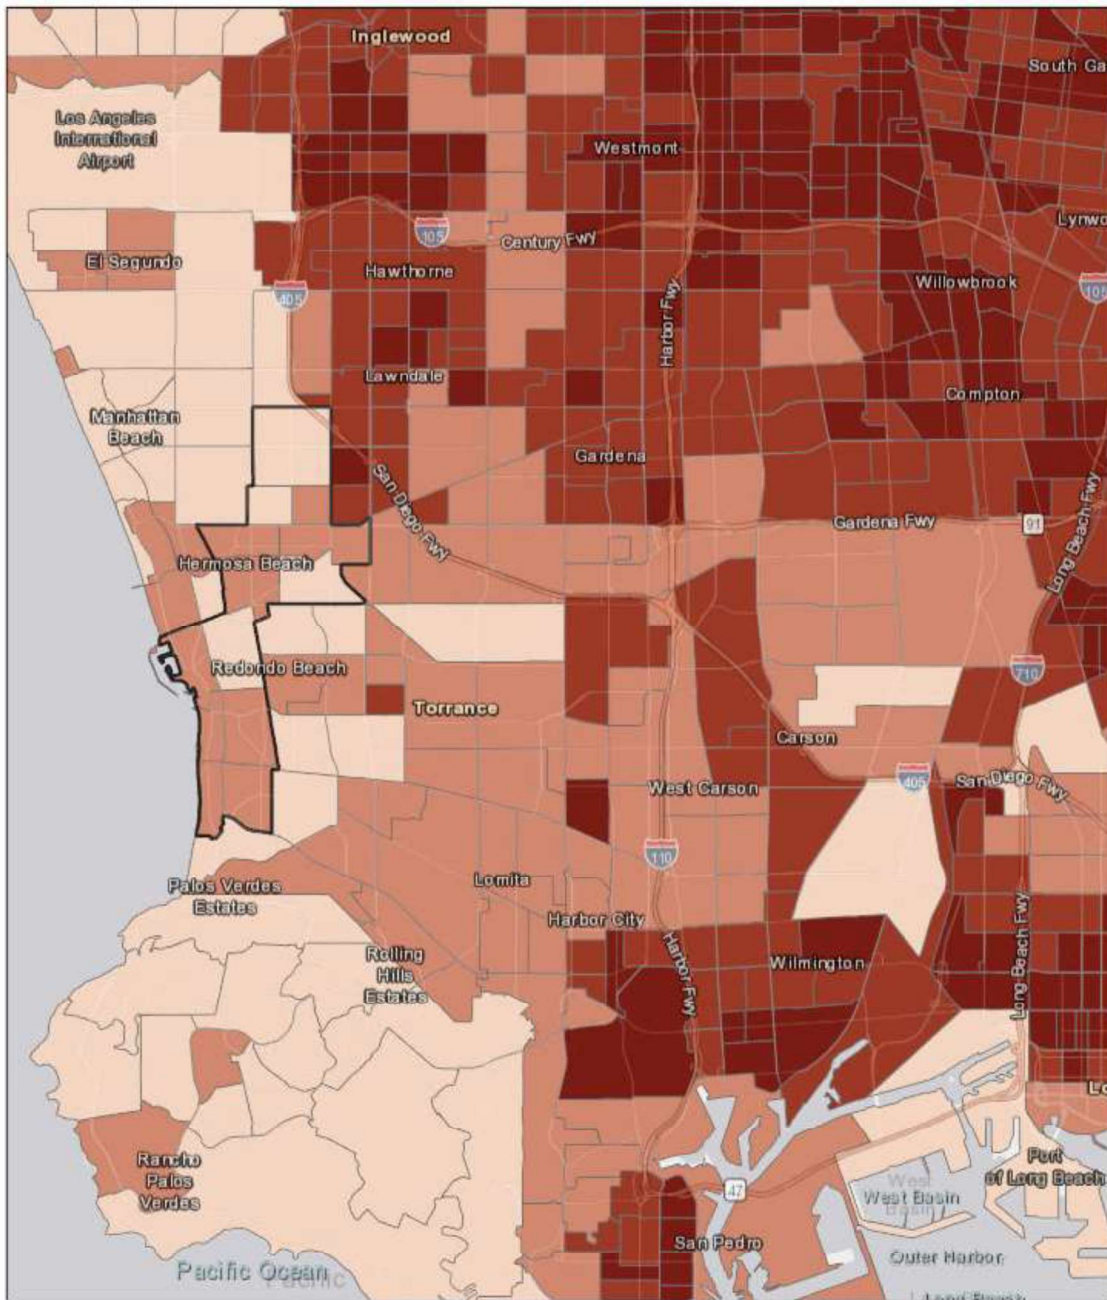 Inglewood
South Ga
Los Angeles
International
Airport
Westmont
Lynwo
105
Century Fwy
El Segundo
Hawthorne
Willowbrook
105
405
Harbor Fwy
Lawndale
Compton
Manhattan
Beach
Gardena
San Diego Fwy
Gardena Fwy
91
Long Beach Fwy
Hermosa Beach
Redondo Beach
710
Torrance
Carson
West Carson
405
San Diego Fwy
110
Palos Verdes
Estates
Lomita
Harbor City
Rolling
Hills
Estates
Harbor Fwy
Wilmington
Long Beach Fwy
Lo
Rancho
Palos
Verdes
Port
of Long Beach
47
West
Basin
West Basin
San Pedro
Outer Harbor
Pacific Ocean
Pacific
Long Beach